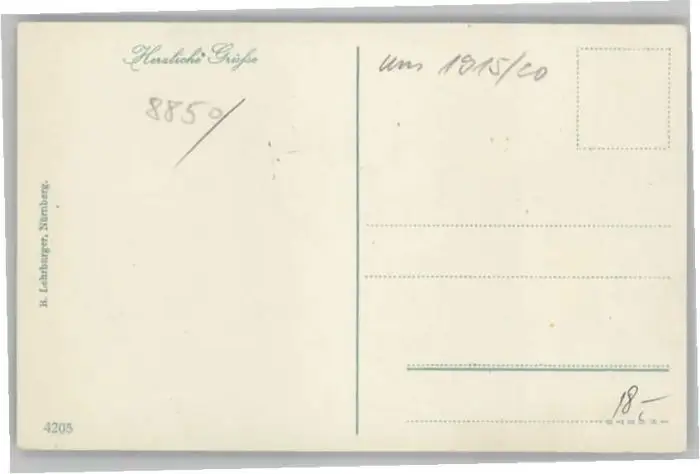 Herzliche Grüße
um 1915/20
8850/
H. Lehrburger, Nürnberg.
18,-
4205